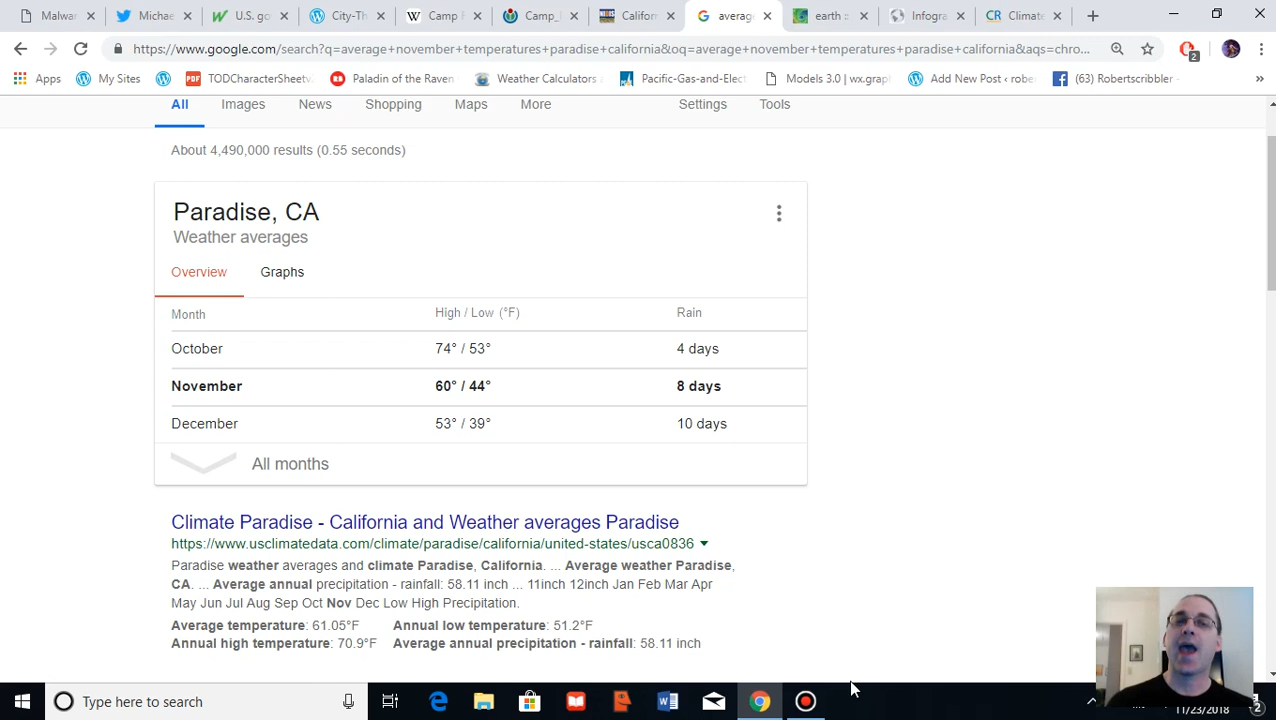 Malwar
Michae
U.S. go
City-Th
Camp F
Camp_
Californ
averag
earth ::
Infogra
Climate
https://www.google.com/search?q=average+november+temperatures+paradise+california&oq=average+november+temperatures+paradise+california&aqs=chro...
2
Apps
My Sites
TODCharacterSheetv
Paladin of the Raven
Weather Calculators a
Pacific-Gas-and-Elect
Models 3.0 | wx.grap
Add New Post ‹ rober
(63) Robertscribbler -
»
All Images News Shopping Maps More Settings Tools
About 4,490,000 results (0.55 seconds)
Paradise, CA
Weather averages
Overview Graphs
Month High / Low (°F) Rain
October 74° / 53° 4 days
November 60° / 44° 8 days
December 53° / 39° 10 days
All months
Climate Paradise - California and Weather averages Paradise
https://www.usclimatedata.com/climate/paradise/california/united-states/usca0836
Paradise weather averages and climate Paradise, California. ... Average weather Paradise,
CA. ... Average annual precipitation - rainfall: 58.11 inch ... 11inch 12inch Jan Feb Mar Apr
May Jun Jul Aug Sep Oct Nov Dec Low High Precipitation.
Average temperature: 61.05°F Annual low temperature: 51.2°F
Annual high temperature: 70.9°F Average annual precipitation - rainfall: 58.11 inch
Type here to search
11/23/2018
2